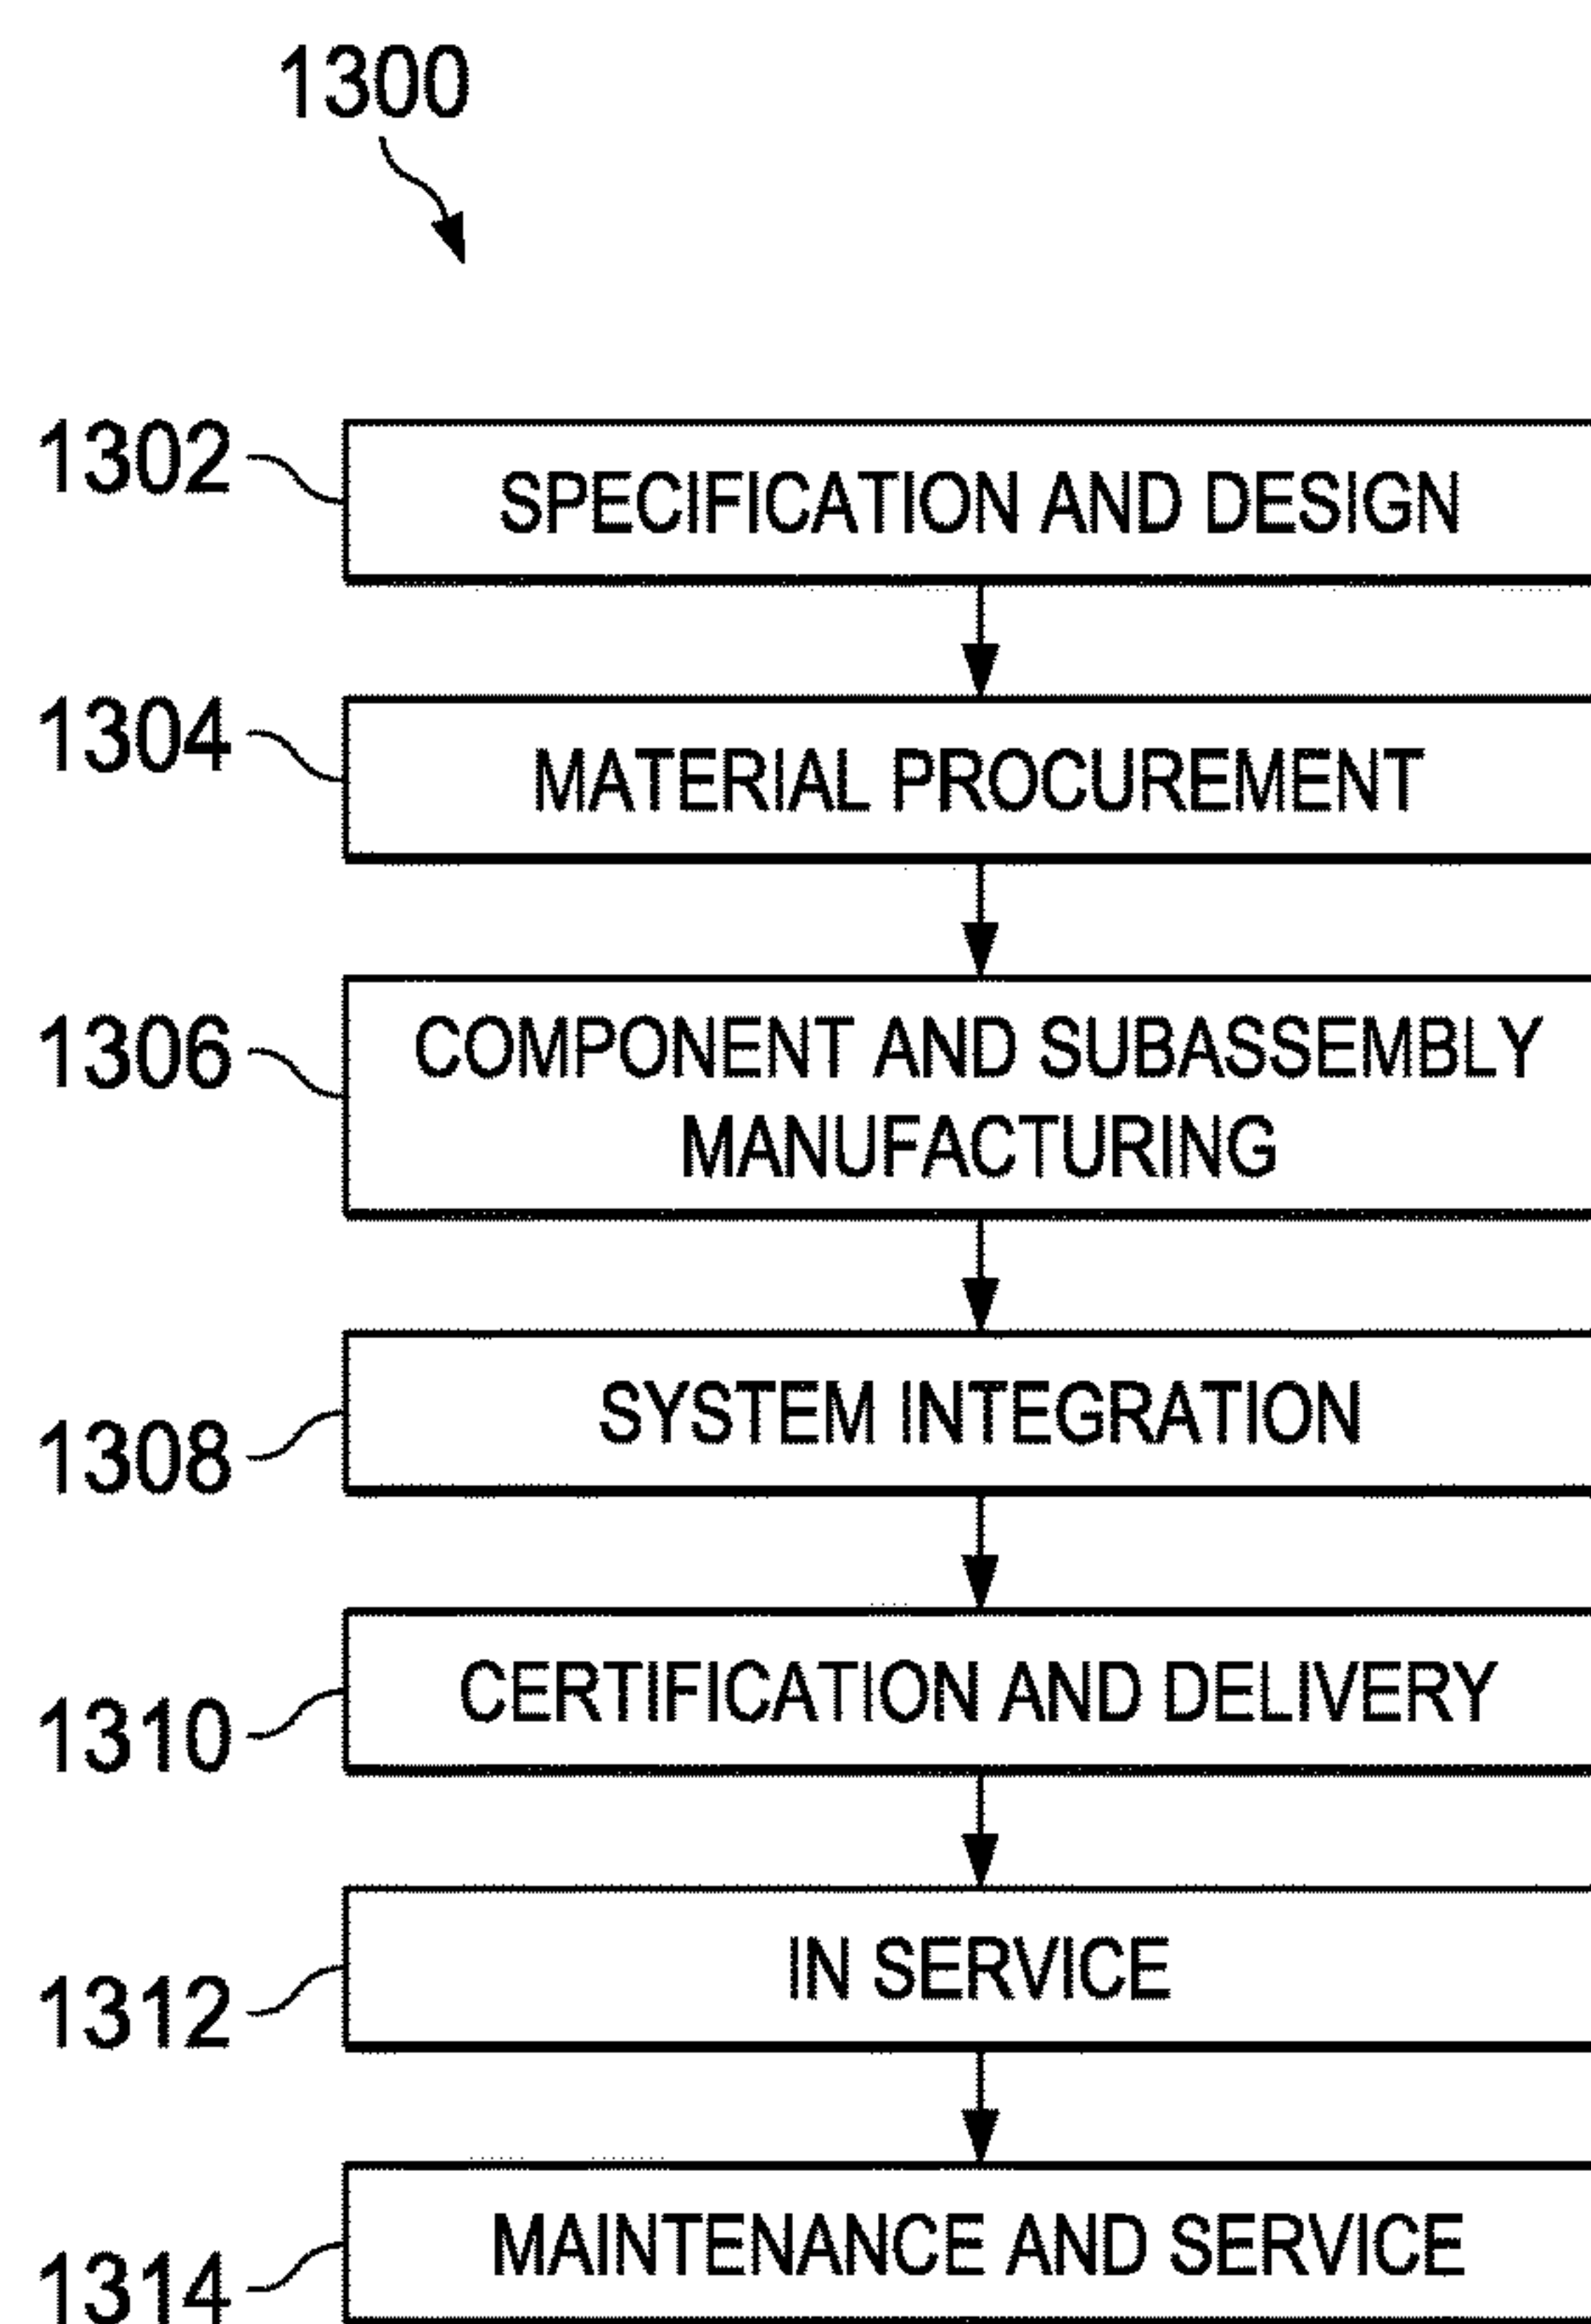 1300
1302 SPECIFICATION AND DESIGN
1304 MATERIAL PROCUREMENT
1306 COMPONENT AND SUBASSEMBLY
MANUFACTURING
1308 SYSTEM INTEGRATION
1310 CERTIFICATION AND DELIVERY
1312 IN SERVICE
1314 MAINTENANCE AND SERVICE